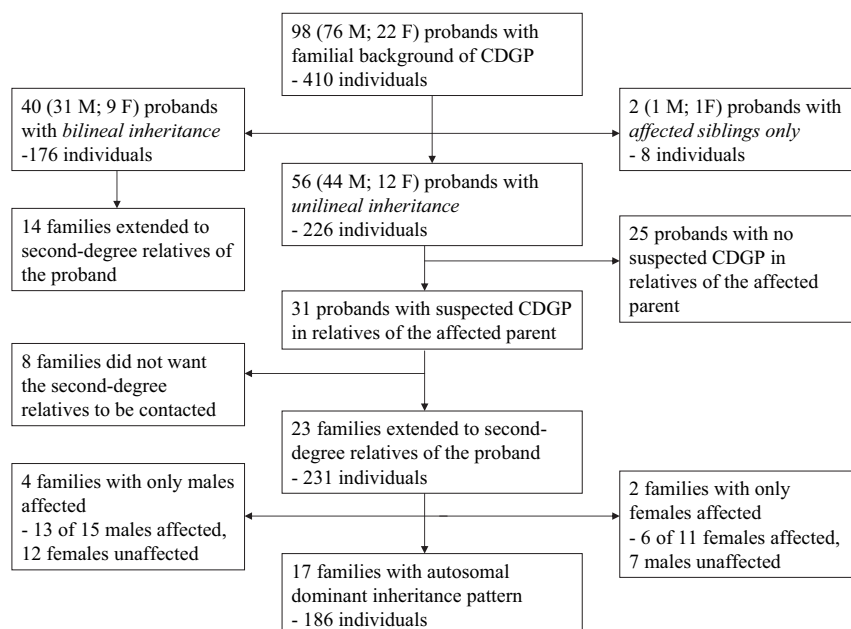 98 (76 M; 22 F) probands with
familial background of CDGP
- 410 individuals
40 (31 M; 9 F) probands
with bilineal inheritance
-176 individuals
2 (1 M; 1F) probands with
affected siblings only
- 8 individuals
56 (44 M; 12 F) probands with
unilineal inheritance
- 226 individuals
14 families extended to
second-degree relatives of
the proband
25 probands with no
suspected CDGP in
relatives of the affected
parent
31 probands with suspected CDGP
in relatives of the affected parent
8 families did not want
the second-degree
relatives to be contacted
23 families extended to second-
degree relatives of the proband
- 231 individuals
4 families with only males
affected
- 13 of 15 males affected,
12 females unaffected
2 families with only
females affected
- 6 of 11 females affected,
7 males unaffected
17 families with autosomal
dominant inheritance pattern
- 186 individuals